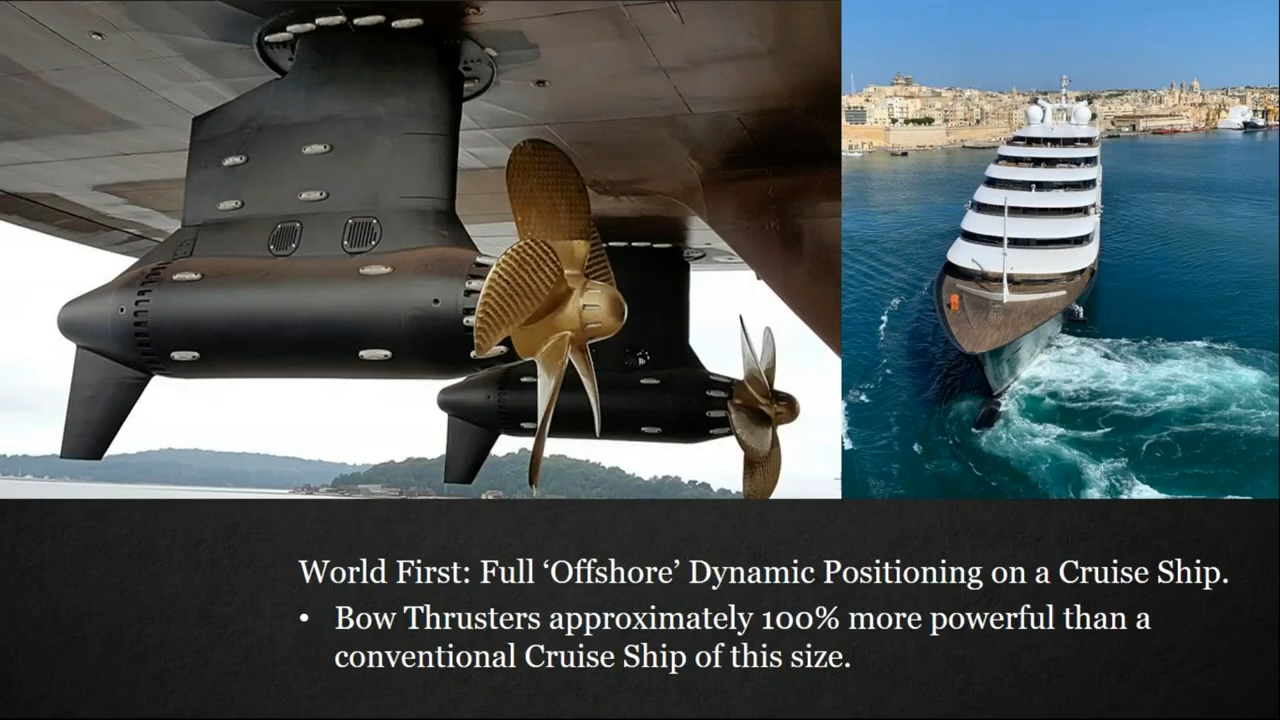 World First: Full ‘Offshore’ Dynamic Positioning on a Cruise Ship.
• Bow Thrusters approximately 100% more powerful than a
conventional Cruise Ship of this size.